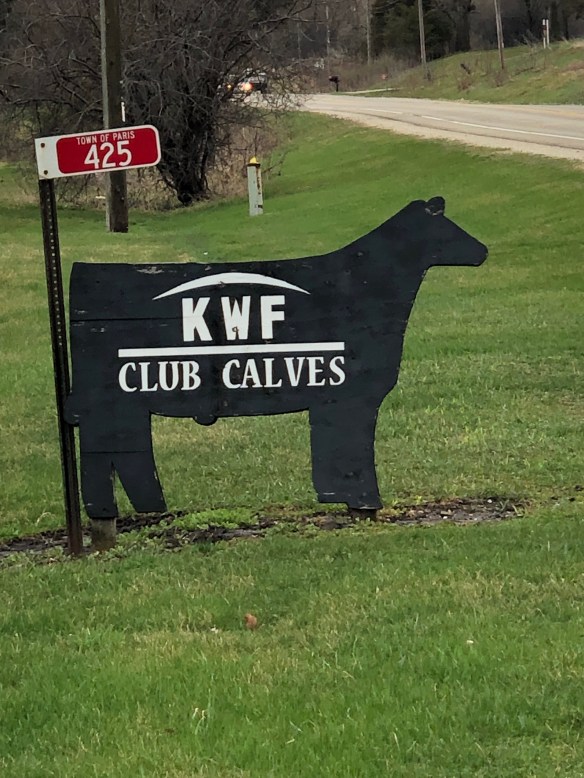 TOWN OF PARIS
425
KWF
CLUB CALVES